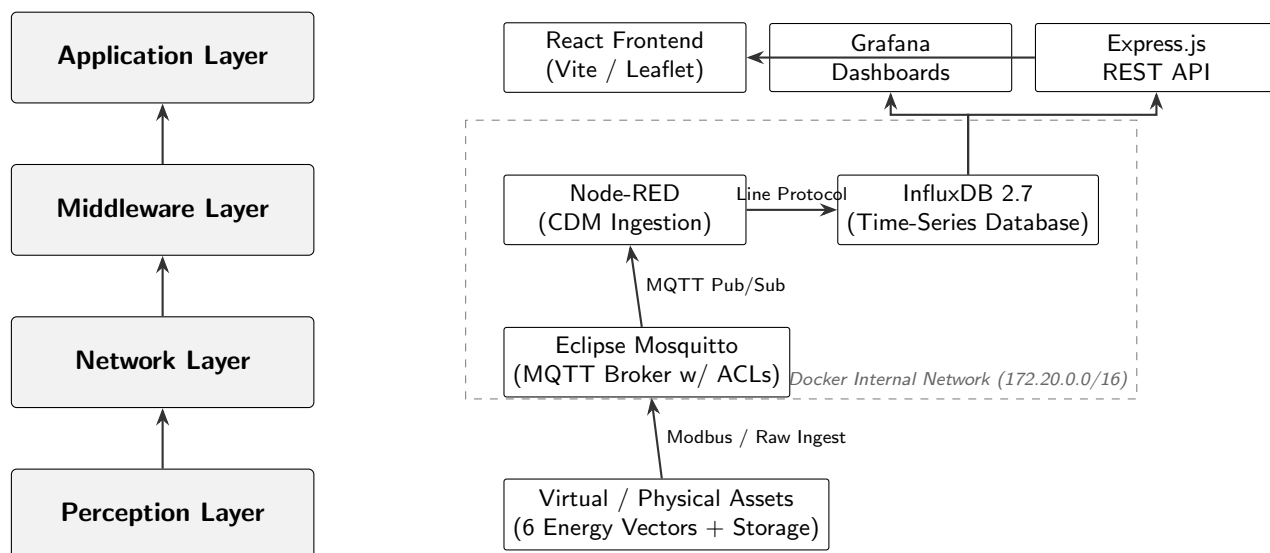 Application Layer
React Frontend
(Vite / Leaflet)
Grafana
Dashboards
Express.js
REST API
Middleware Layer
Node-RED
(CDM Ingestion)
Line Protocol
InfluxDB 2.7
(Time-Series Database)
MQTT Pub/Sub
Network Layer
Eclipse Mosquitto
(MQTT Broker w/ ACLs)
Docker Internal Network (172.20.0.0/16)
Modbus / Raw Ingest
Perception Layer
Virtual / Physical Assets
(6 Energy Vectors + Storage)